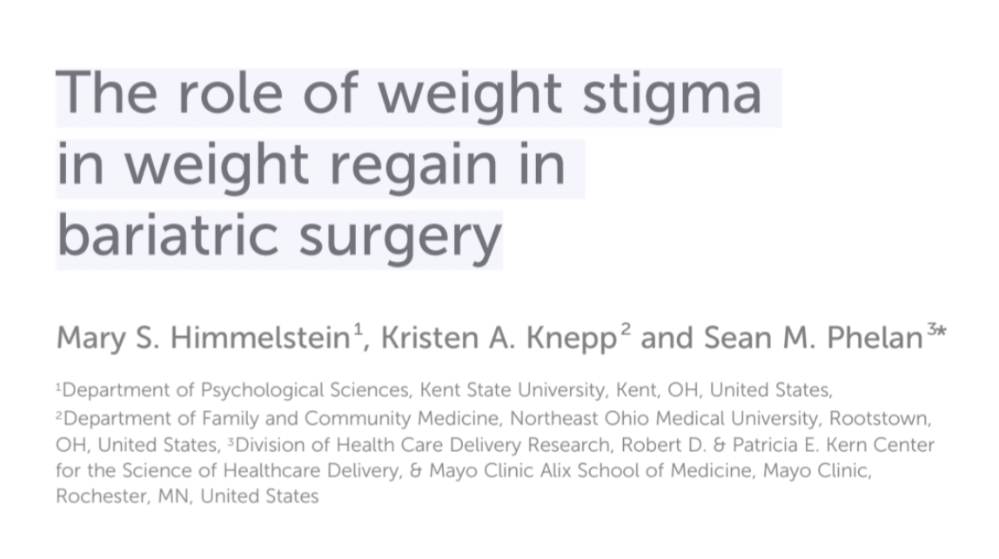 The role of weight stigma
in weight regain in
bariatric surgery
Mary S. Himmelstein¹, Kristen A. Knepp² and Sean M. Phelan³*
¹Department of Psychological Sciences, Kent State University, Kent, OH, United States,
²Department of Family and Community Medicine, Northeast Ohio Medical University, Rootstown,
OH, United States, ³Division of Health Care Delivery Research, Robert D. & Patricia E. Kern Center
for the Science of Healthcare Delivery, & Mayo Clinic Alix School of Medicine, Mayo Clinic,
Rochester, MN, United States